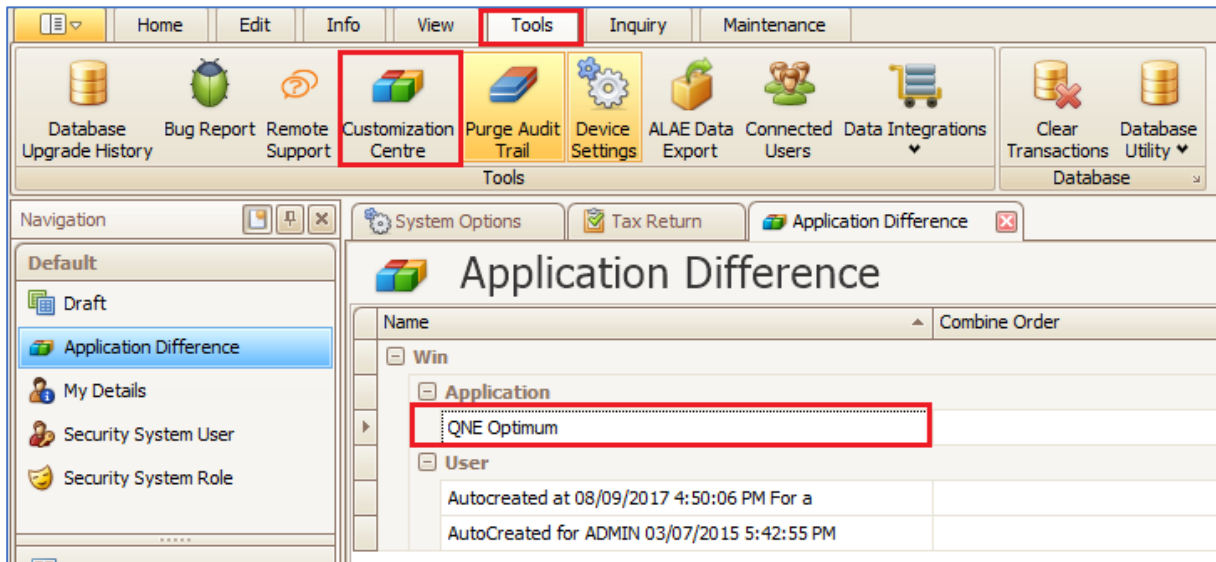 Home Edit Info View Tools Inquiry Maintenance
Database Upgrade History
Bug Report
Remote Support
Customization Centre
Purge Audit Trail
Device Settings
ALAE Data Export
Connected Users
Data Integrations
Clear Transactions
Database Utility
Tools
Database
Navigation
Default
Draft
Application Difference
My Details
Security System User
Security System Role
System Options Tax Return Application Difference
Application Difference
Name Combine Order
Win
Application
QNE Optimum
User
Autocreated at 08/09/2017 4:50:06 PM For a
AutoCreated for ADMIN 03/07/2015 5:42:55 PM